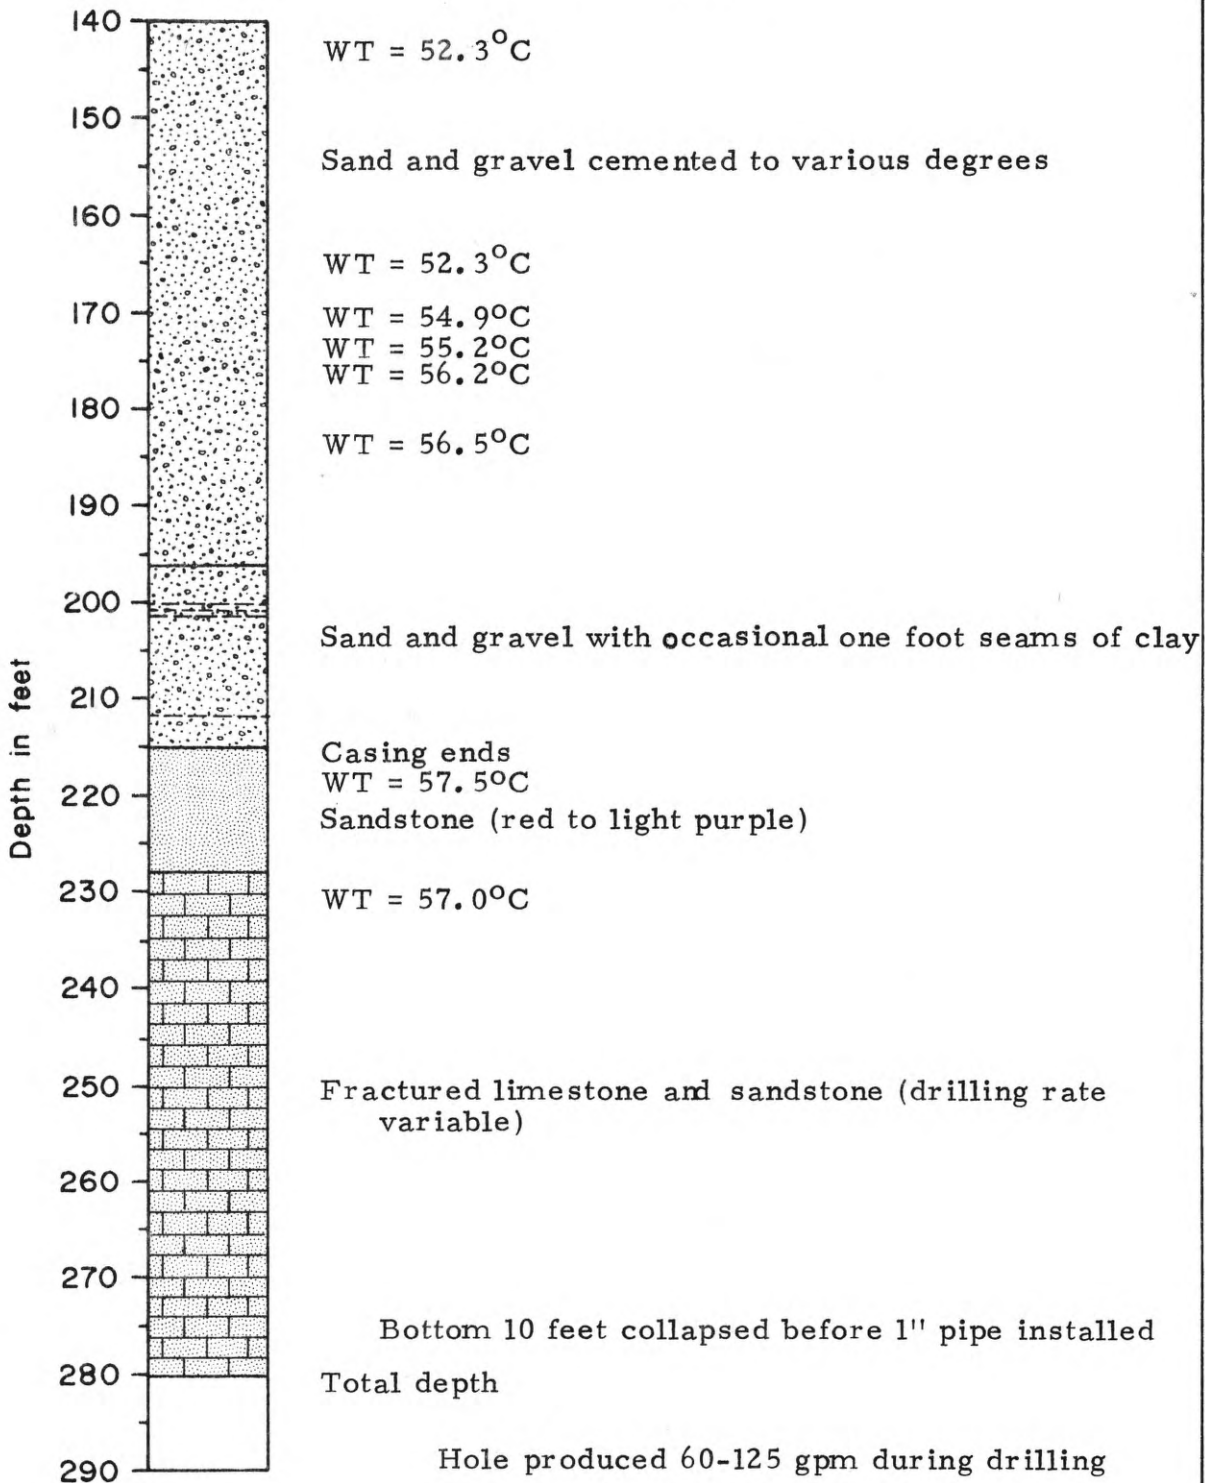 140
WT = 52.3°C
150
Sand and gravel cemented to various degrees
160
WT = 52.3°C
170
WT = 54.9°C
WT = 55.2°C
WT = 56.2°C
180
WT = 56.5°C
190
200
Sand and gravel with occasional one foot seams of clay
210
Depth in feet
Casing ends
WT = 57.5°C
220
Sandstone (red to light purple)
230
WT = 57.0°C
240
250
Fractured limestone and sandstone (drilling rate
variable)
260
270
Bottom 10 feet collapsed before 1" pipe installed
280
Total depth
Hole produced 60-125 gpm during drilling
290